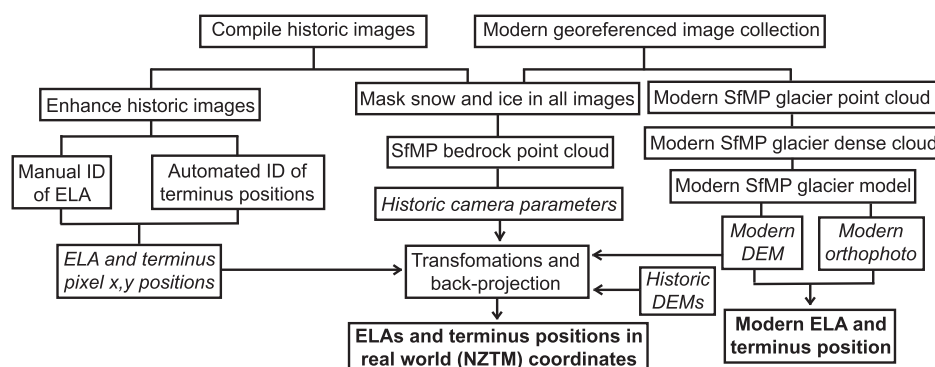 Compile historic images
Modern georeferenced image collection
Enhance historic images
Mask snow and ice in all images
Modern SfMP glacier point cloud
Manual ID
of ELA
Automated ID of
terminus positions
SfMP bedrock point cloud
Modern SfMP glacier dense cloud
Historic camera parameters
Modern SfMP glacier model
ELA and terminus
pixel x,y positions
Transfomations and
back-projection
Historic
DEMs
Modern
DEM
Modern
orthophoto
ELAs and terminus positions in
real world (NZTM) coordinates
Modern ELA and
terminus position